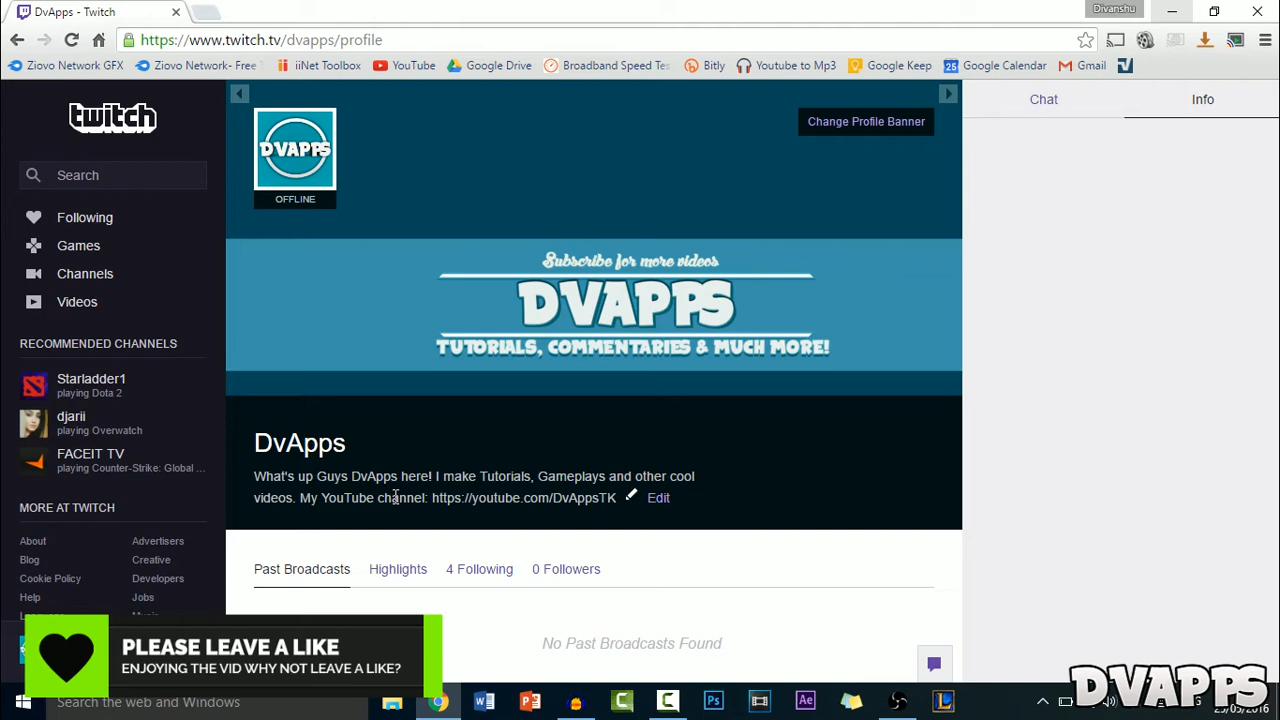 DvApps - Twitch
Divanshu
https://www.twitch.tv/dvapps/profile
Ziovo Network GFX
Ziovo Network- Free
iiNet Toolbox
YouTube
Google Drive
Broadband Speed Tes
Bitly
Youtube to Mp3
Google Keep
Google Calendar
Gmail
twitch
Search
Following
Games
Channels
Videos
RECOMMENDED CHANNELS
Starladder1
playing Dota 2
djarii
playing Overwatch
FACEIT TV
playing Counter-Strike: Global ...
MORE AT TWITCH
About
Advertisers
Blog
Creative
Cookie Policy
Developers
Help
Jobs
DVAPPS
OFFLINE
Change Profile Banner
Subscribe for more videos
DVAPPS
TUTORIALS, COMMENTARIES & MUCH MORE!
DvApps
What's up Guys DvApps here! I make Tutorials, Gameplays and other cool
videos. My YouTube channel: https://youtube.com/DvAppsTK Edit
Past Broadcasts
Highlights
4 Following
0 Followers
No Past Broadcasts Found
Chat
Info
PLEASE LEAVE A LIKE
ENJOYING THE VID WHY NOT LEAVE A LIKE?
Search the web and Windows
DVAPPS